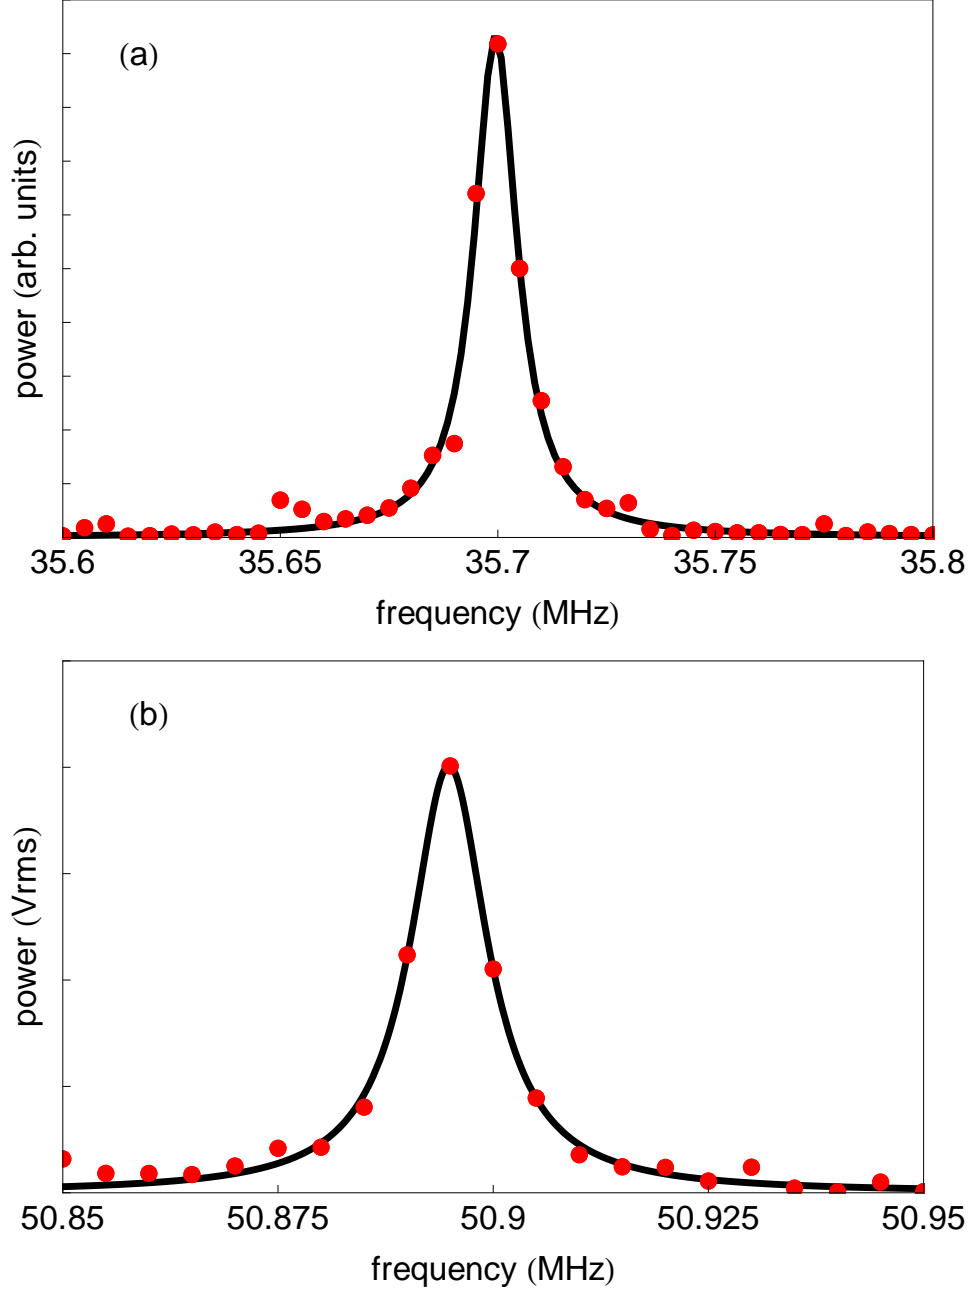 (a)
power (arb. units)
35.6 35.65 35.7 35.75 35.8
frequency (MHz)
(b)
power (Vrms)
50.85 50.875 50.9 50.925 50.95
frequency (MHz)